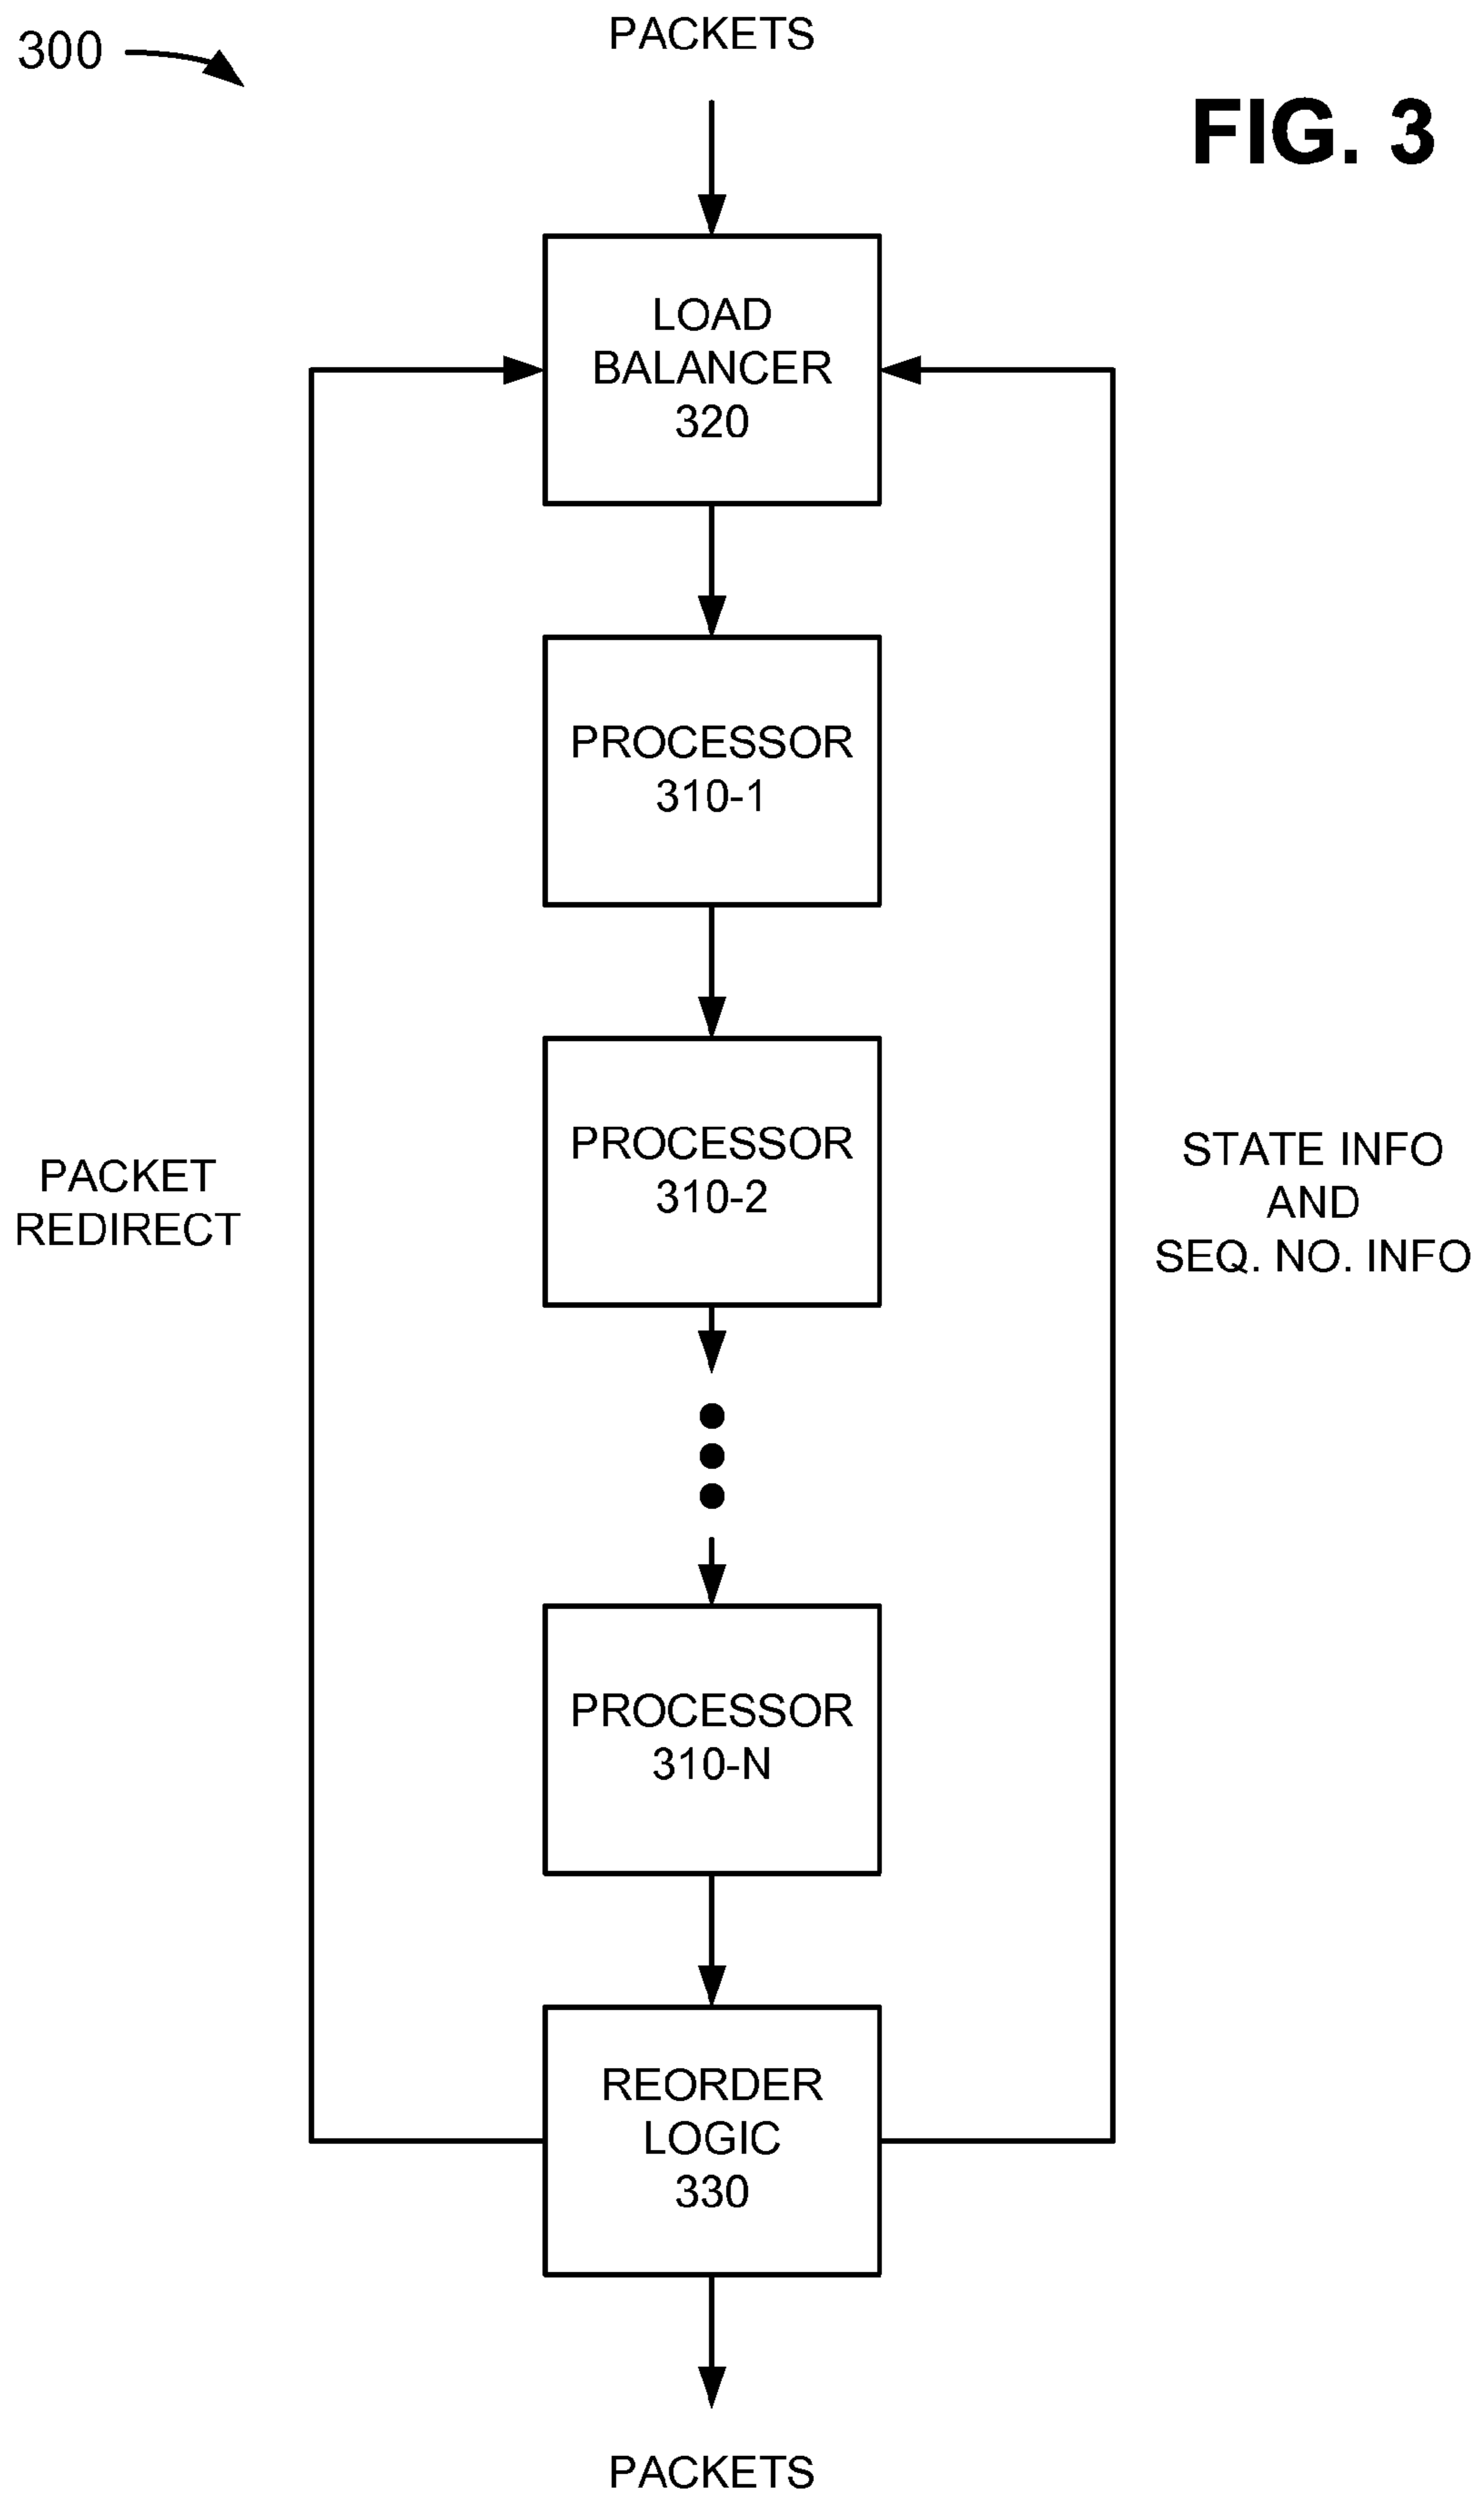 300
PACKETS
FIG. 3
LOAD
BALANCER
320
PROCESSOR
310-1
PROCESSOR
310-2
PACKET
REDIRECT
STATE INFO
AND
SEQ. NO. INFO
PROCESSOR
310-N
REORDER
LOGIC
330
PACKETS